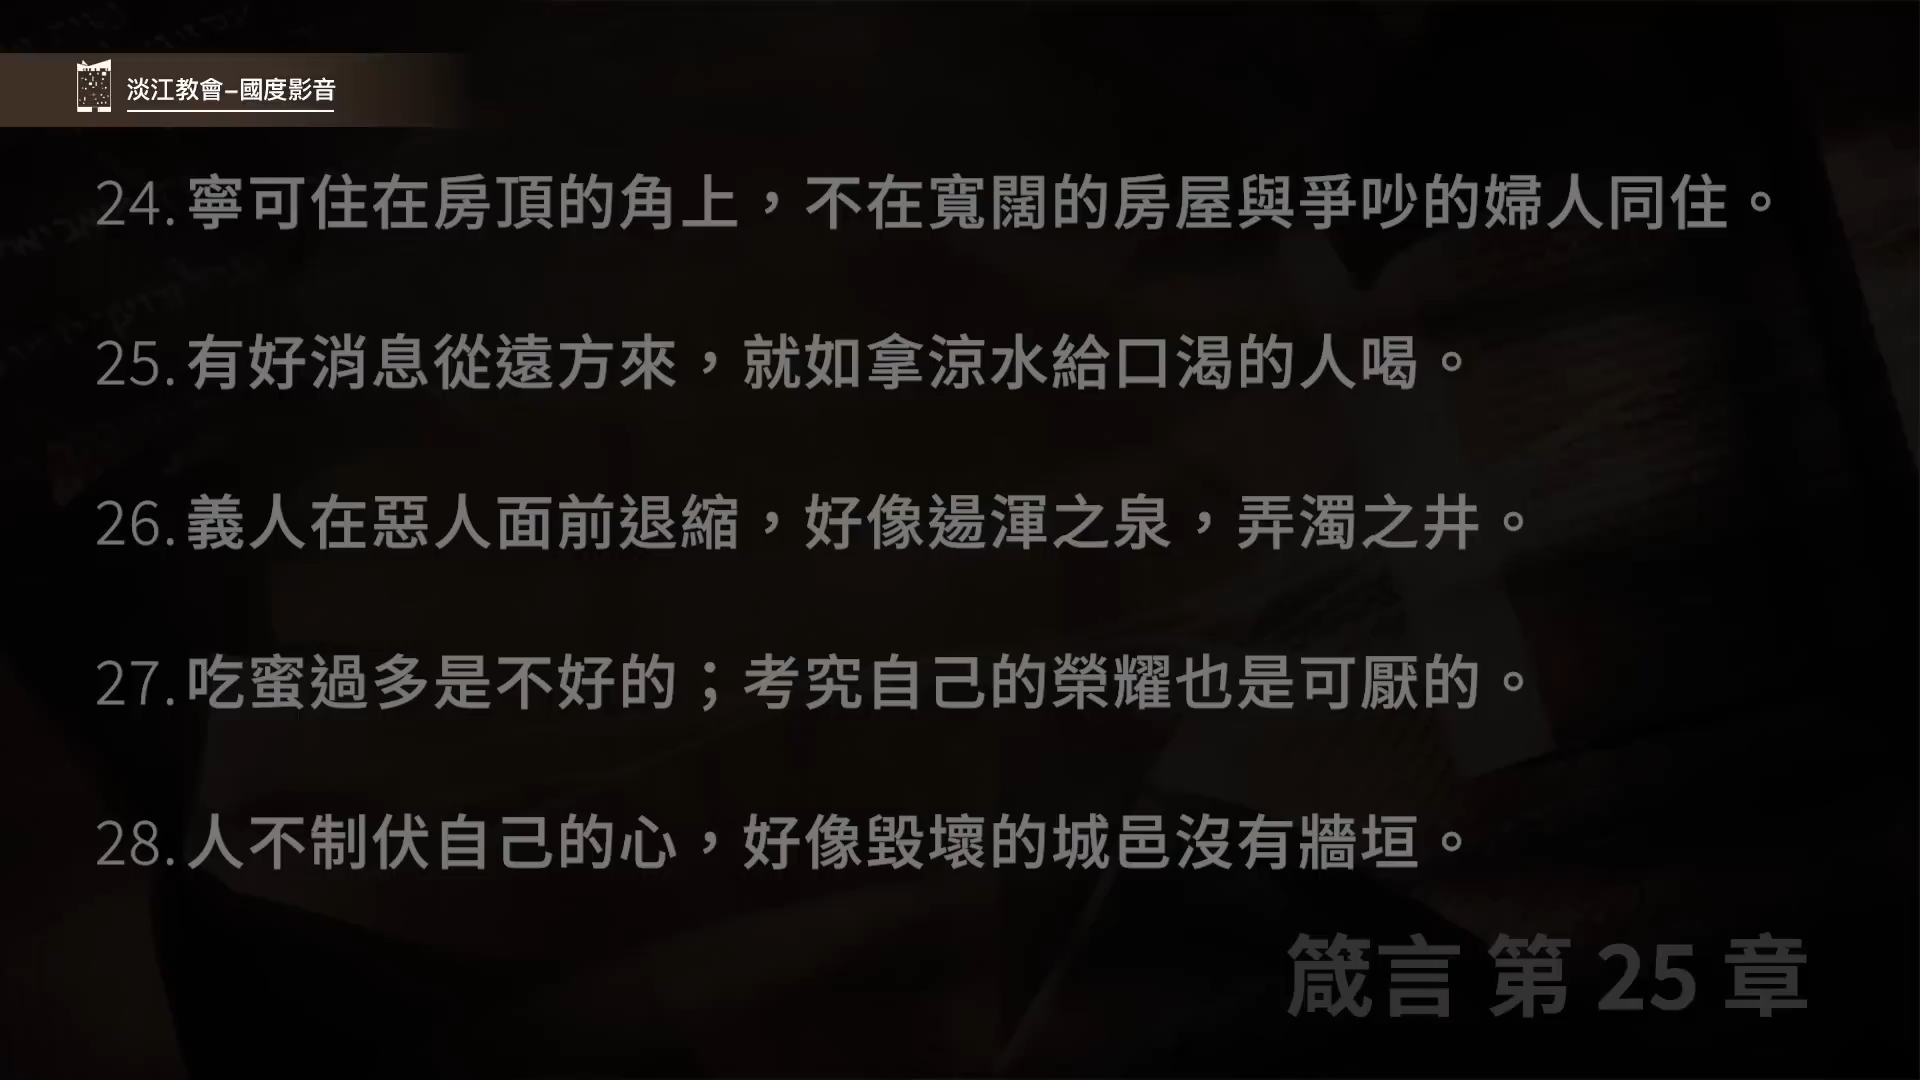 淡江教會–國度影音
24. 寧可住在房頂的角上，不在寬闊的房屋與爭吵的婦人同住。
25. 有好消息從遠方來，就如拿涼水給口渴的人喝。
26. 義人在惡人面前退縮，好像逿渾之泉，弄濁之井。
27. 吃蜜過多是不好的；考究自己的榮耀也是可厭的。
28. 人不制伏自己的心，好像毀壞的城邑沒有牆垣。
箴言 第 25 章